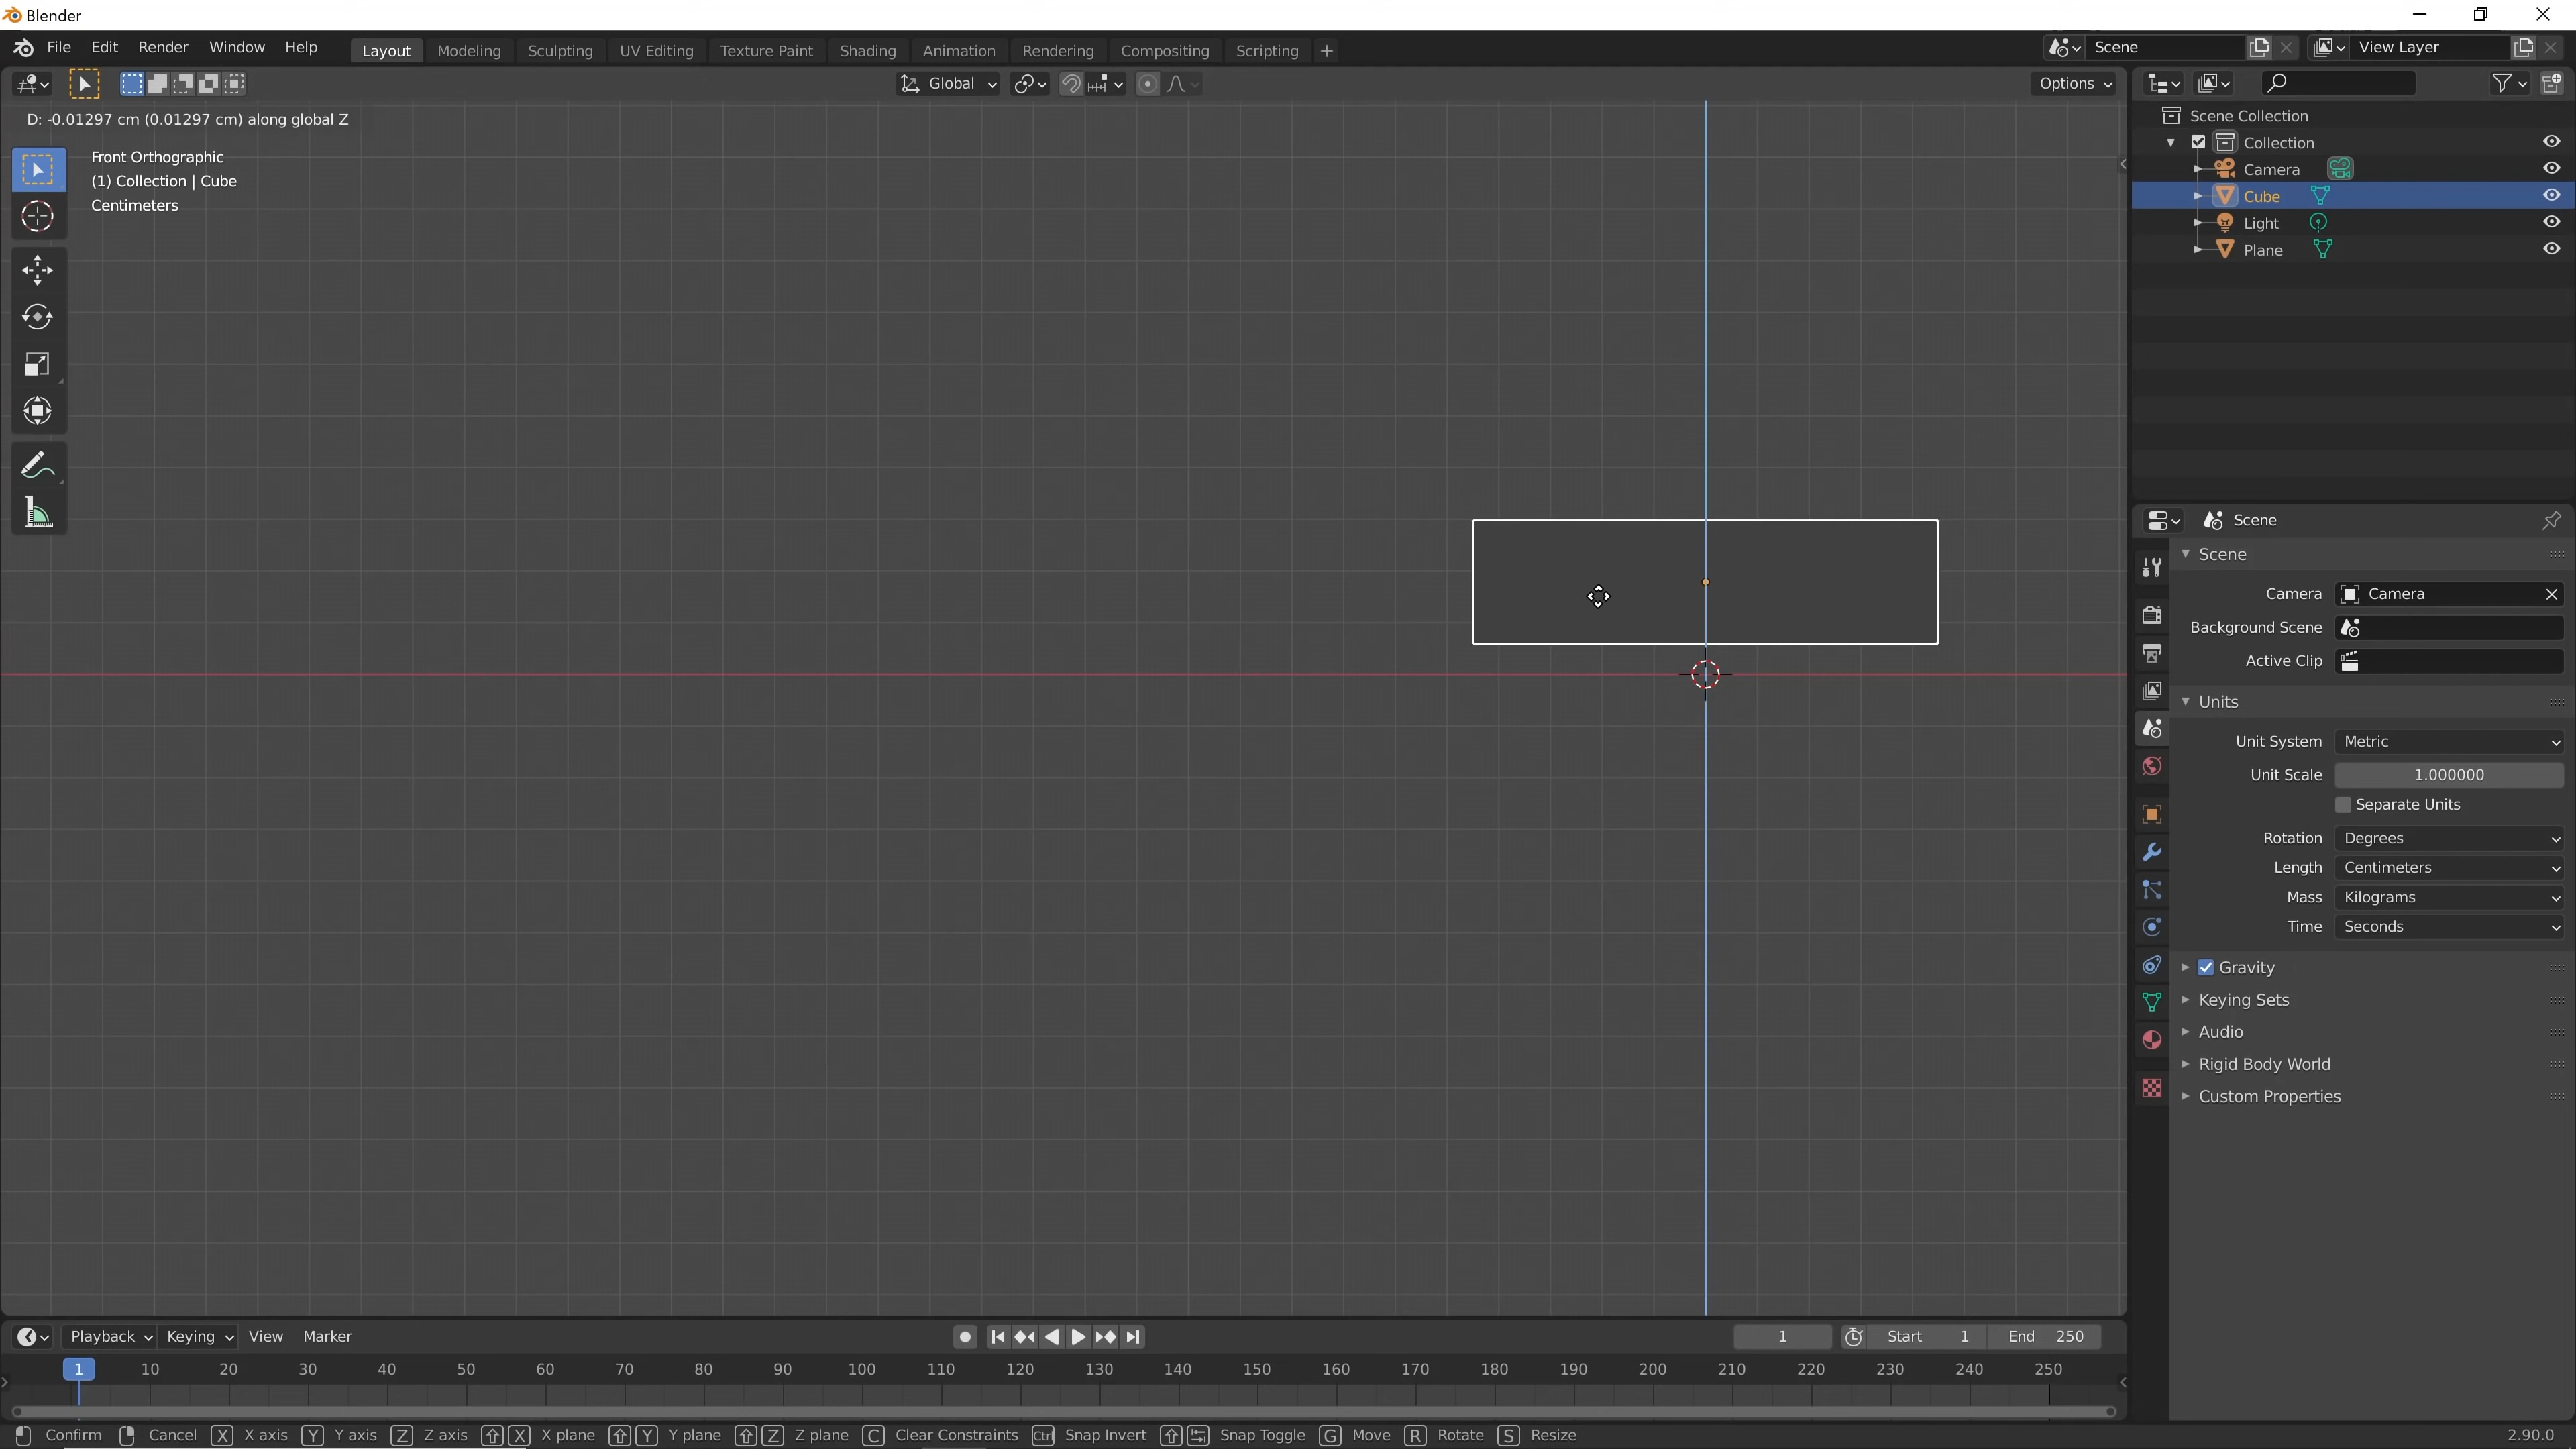 Blender
File Edit Render Window Help Layout Modeling Sculpting UV Editing Texture Paint Shading Animation Rendering Compositing Scripting + Scene View Layer
Global Options
D: -0.01297 cm (0.01297 cm) along global Z
Front Orthographic
(1) Collection | Cube
Centimeters
Scene Collection
Collection
Camera
Cube
Light
Plane
Scene
Scene
Camera Camera
Background Scene
Active Clip
Units
Unit System Metric
Unit Scale 1.000000
Separate Units
Rotation Degrees
Length Centimeters
Mass Kilograms
Time Seconds
Gravity
Keying Sets
Audio
Rigid Body World
Custom Properties
Playback Keying View Marker 1 Start 1 End 250
1 10 20 30 40 50 60 70 80 90 100 110 120 130 140 150 160 170 180 190 200 210 220 230 240 250
Confirm Cancel X X axis Y Y axis Z Z axis X X plane Y Y plane Z Z plane C Clear Constraints Ctrl Snap Invert Snap Toggle G Move R Rotate S Resize 2.90.0